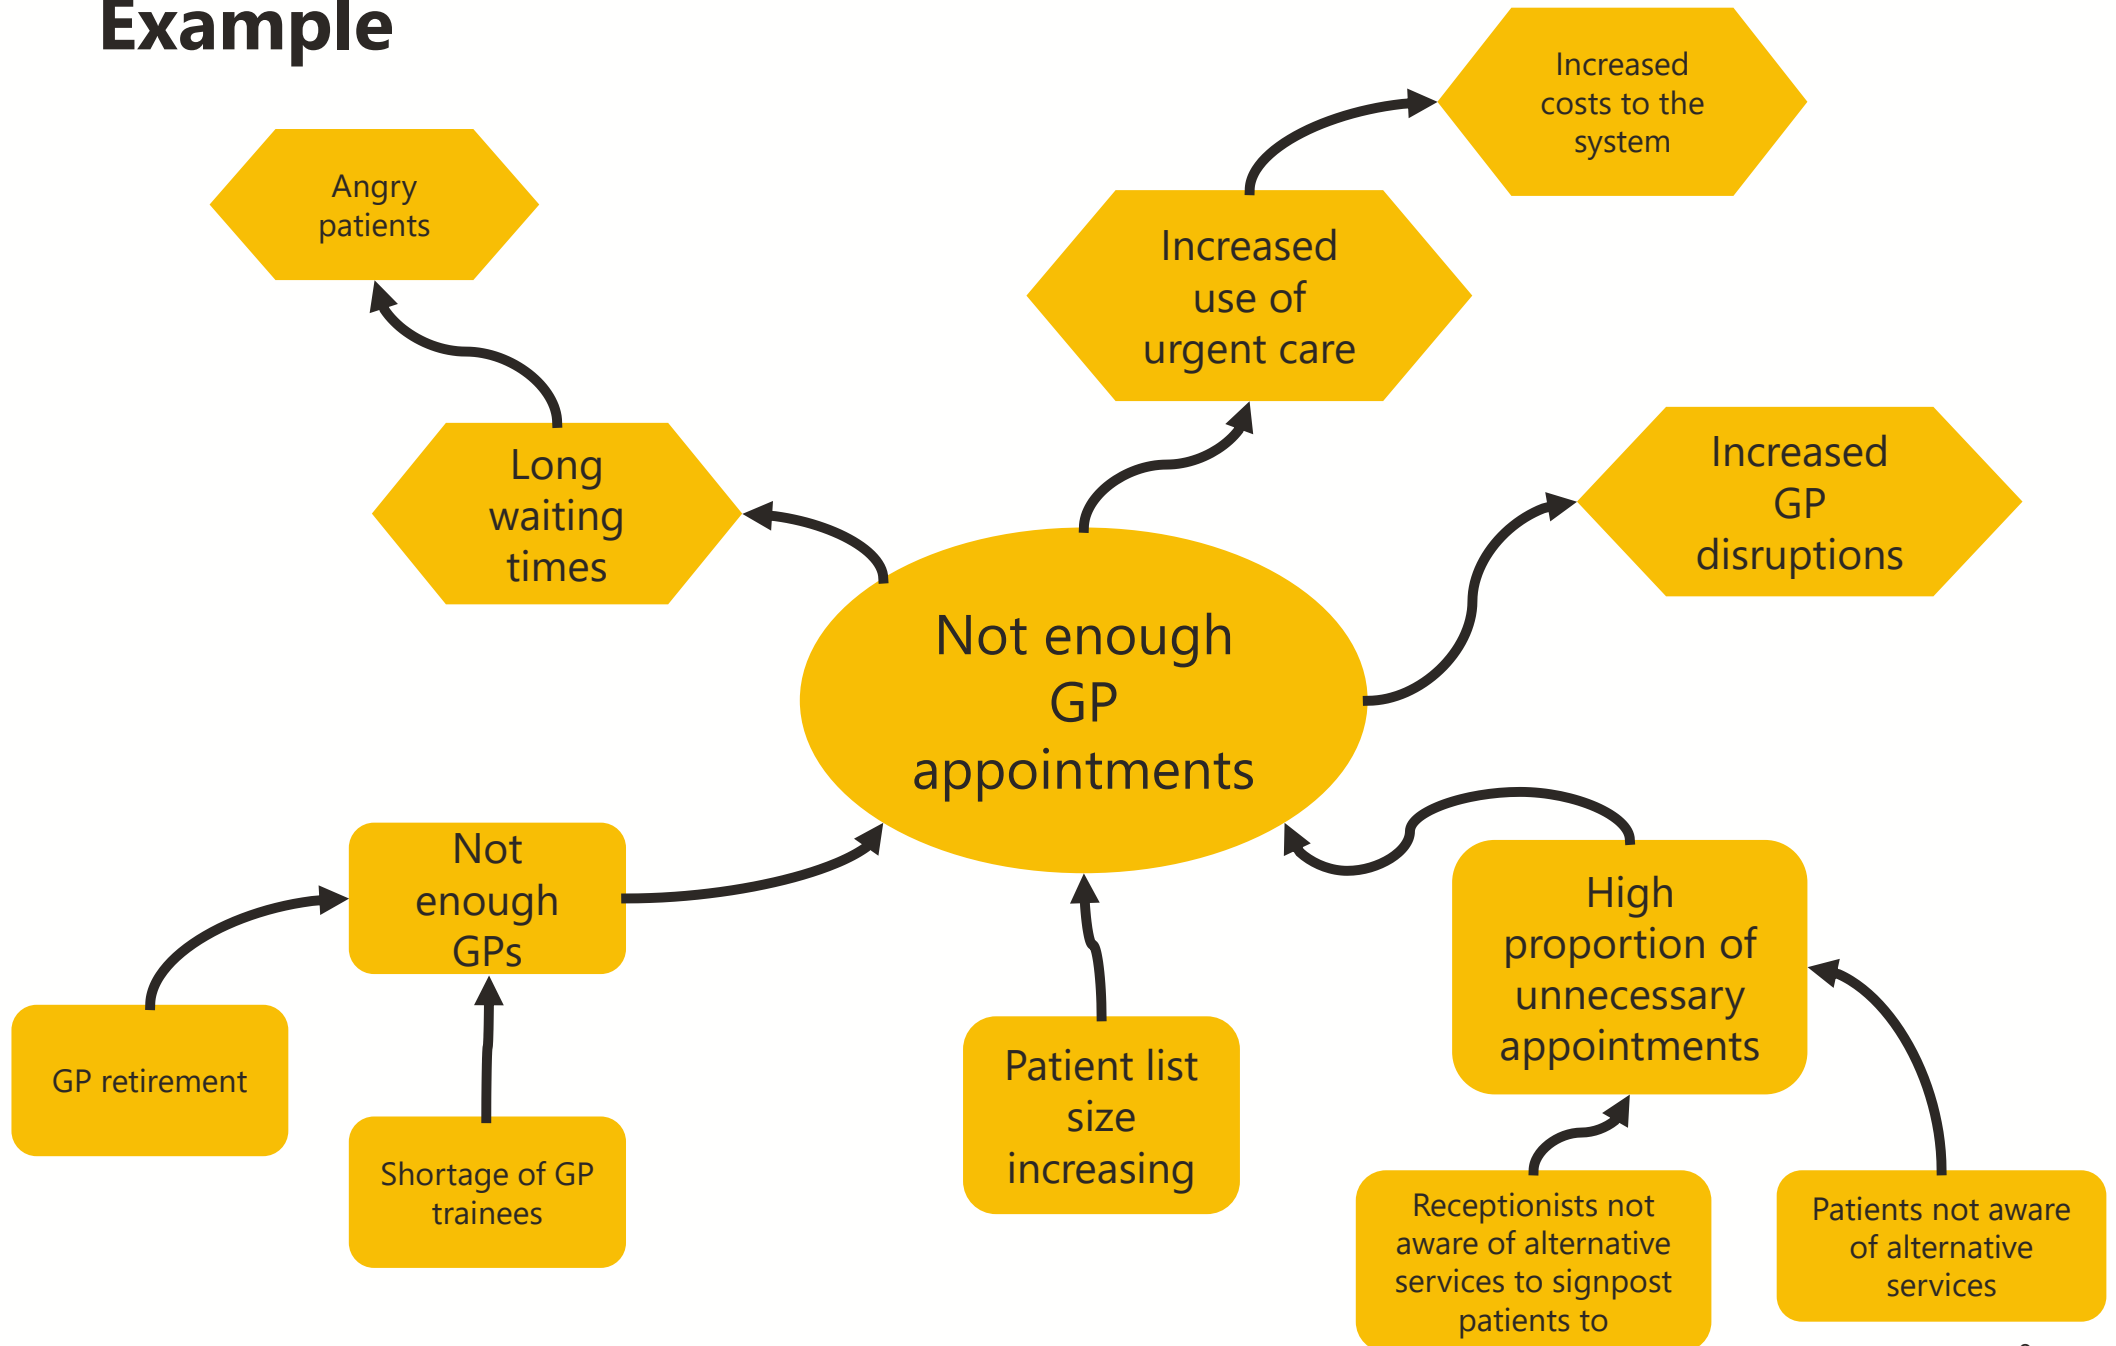 Example
Increased
costs to the
system
Angry
patients
Increased
use of
urgent care
Long
waiting
times
Increased
GP
disruptions
Not enough
GP
appointments
Not
enough
GPs
High
proportion of
unnecessary
appointments
GP retirement
Patient list
size
increasing
Shortage of GP
trainees
Receptionists not
aware of alternative
services to signpost
patients to
Patients not aware
of alternative
services